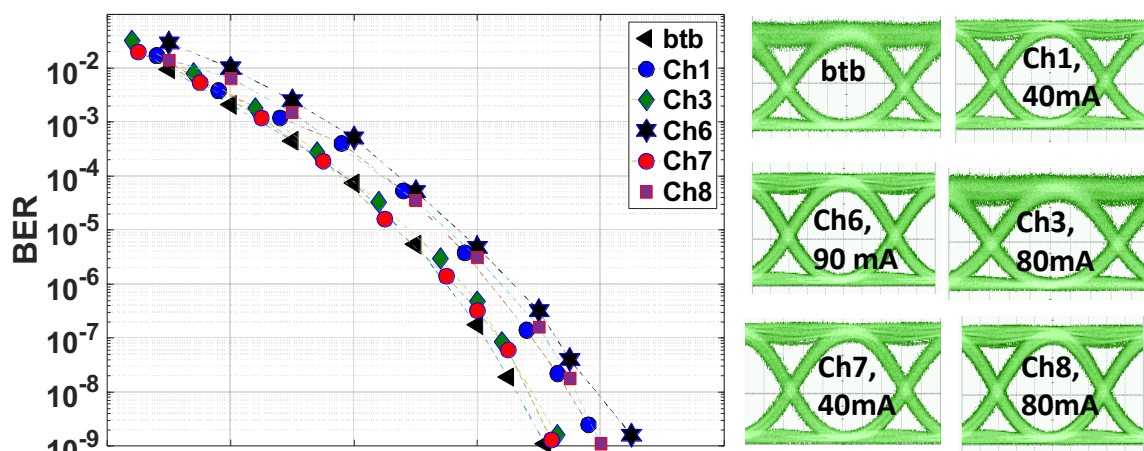 BER
10-2
10-3
10-4
10-5
10-6
10-7
10-8
10-9
btb
Ch1
Ch3
Ch6
Ch7
Ch8
btb
Ch1,
40mA
Ch6,
90 mA
Ch3,
80mA
Ch7,
40mA
Ch8,
80mA